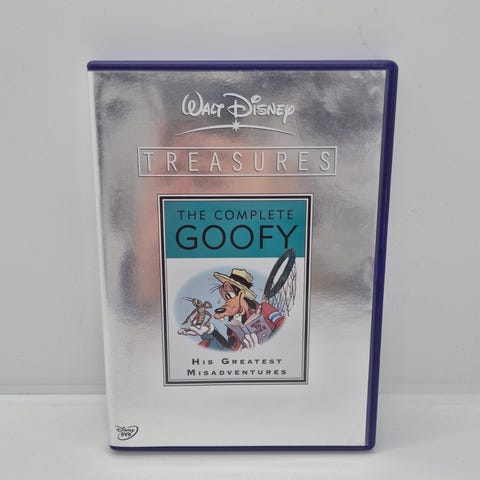 Walt Disney
TREASURES
THE COMPLETE
GOOFY
HIS GREATEST
MISADVENTURES
Disney
DVD